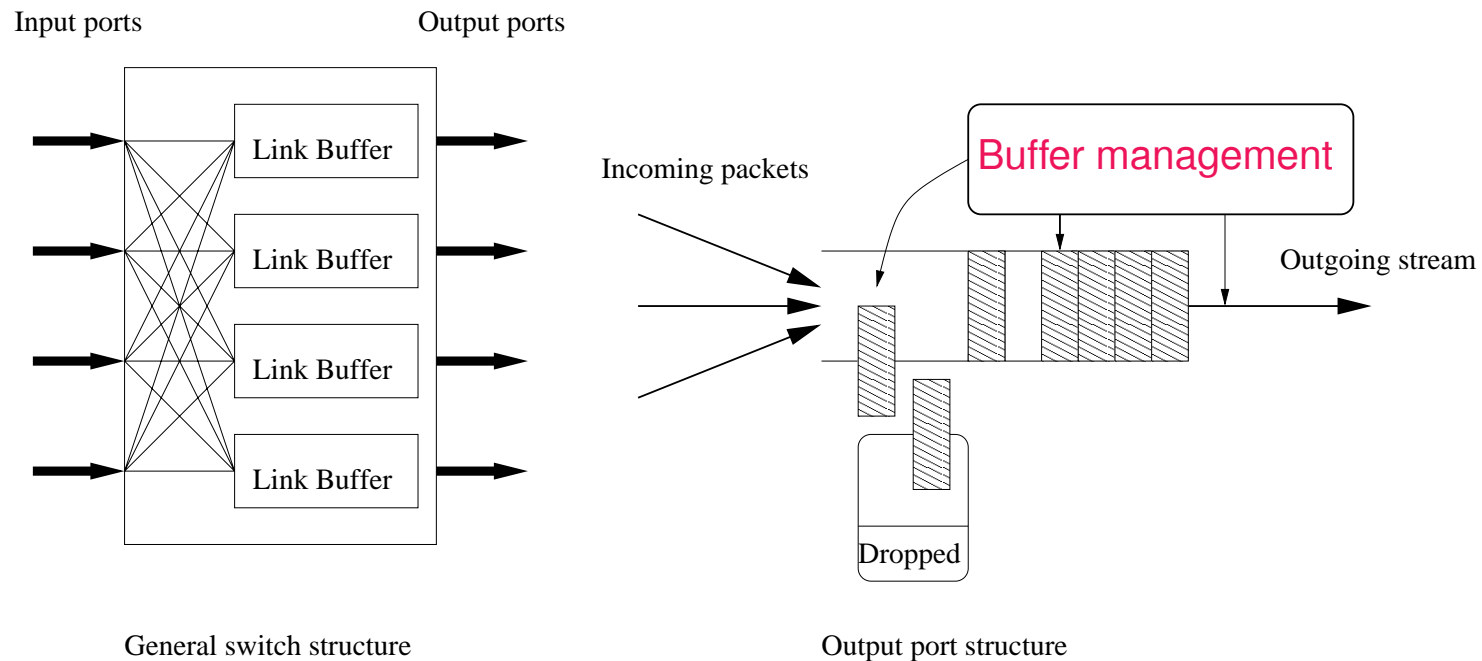 Input ports
Output ports
Link Buffer
Link Buffer
Link Buffer
Link Buffer
General switch structure
Incoming packets
Buffer management
Outgoing stream
Dropped
Output port structure